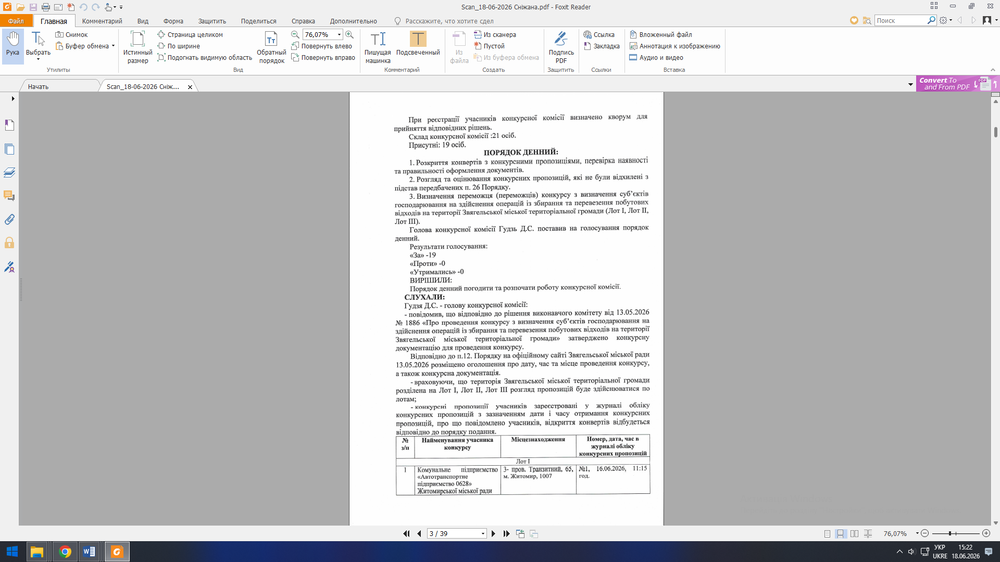 Scan_18-06-2026 Сніжана.pdf - Foxit Reader
Файл
Главная
Комментарий
Вид
Форма
Защитить
Поделиться
Справка
Дополнительно
Расскажите, что хотите сдел
Поиск
Рука
Выбрать
Снимок
Буфер обмена
Утилиты
Истинный размер
Страница целиком
По ширине
Подогнать видимую область
Обратный порядок
76,07%
Повернуть влево
Повернуть вправо
Вид
Пишущая машинка
Подсвеченный
Комментарий
Из файла
Из сканера
Пустой
Из буфера обмена
Создать
Подпись PDF
Защитить
Ссылка
Закладка
Ссылки
Вложенный файл
Аннотация к изображению
Аудио и видео
Вставка
Начать
Scan_18-06-2026 Сніж...
Convert To
and From PDF
PDF
При реєстрації учасників конкурсної комісії визначено кворум для
прийняття відповідних рішень.
Склад конкурсної комісії :21 осіб.
Присутні: 19 осіб.
ПОРЯДОК ДЕННИЙ:
1. Розкриття конвертів з конкурсними пропозиціями, перевірка наявності
та правильності оформлення документів.
2. Розгляд та оцінювання конкурсних пропозицій, які не були відхилені з
підстав передбачених п. 26 Порядку.
3. Визначення переможця (переможців) конкурсу з визначення суб’єктів
господарювання на здійснення операцій із збирання та перевезення побутових
відходів на території Звягельської міської територіальної громади (Лот І, Лот ІІ,
Лот ІІІ).
Голова конкурсної комісії Гудзь Д.С. поставив на голосування порядок
денний.
Результати голосування:
«За» -19
«Проти» -0
«Утримались» -0
ВИРІШИЛИ:
Порядок денний погодити та розпочати роботу конкурсної комісії.
СЛУХАЛИ:
Гудзя Д.С. - голову конкурсної комісії:
- повідомив, що відповідно до рішення виконавчого комітету від 13.05.2026
№ 1886 «Про проведення конкурсу з визначення суб’єктів господарювання на
здійснення операцій із збирання та перевезення побутових відходів на території
Звягельської міської територіальної громади» затверджено конкурсну
документацію для проведення конкурсу.
Відповідно до п.12. Порядку на офіційному сайті Звягельської міської ради
13.05.2026 розміщено оголошення про дату, час та місце проведення конкурсу,
а також конкурсна документація.
- враховуючи, що територія Звягельської міської територіальної громади
розділена на Лот І, Лот ІІ, Лот ІІІ розгляд пропозицій буде здійснюватися по
лотам;
- конкурсні пропозиції учасників зареєстровані у журналі обліку
конкурсних пропозицій з зазначенням дати і часу отримання конкурсних
пропозицій, про що повідомлено учасників, відкриття конвертів відбудеться
відповідно до порядку подання.
№ з/п
Найменування учасника конкурсу
Місцезнаходження
Номер, дата, час в журналі обліку конкурсних пропозицій
Лот І
1
Комунальне підприємство
«Автотранспортне
підприємство 0628»
Житомирської міської ради
3- пров. Транзитний, 65,
м. Житомир, 1007
№1, 16.06.2026, 11:15
год.
3 / 39
76,07%
УКР
UKRE
15:22
18.06.2026